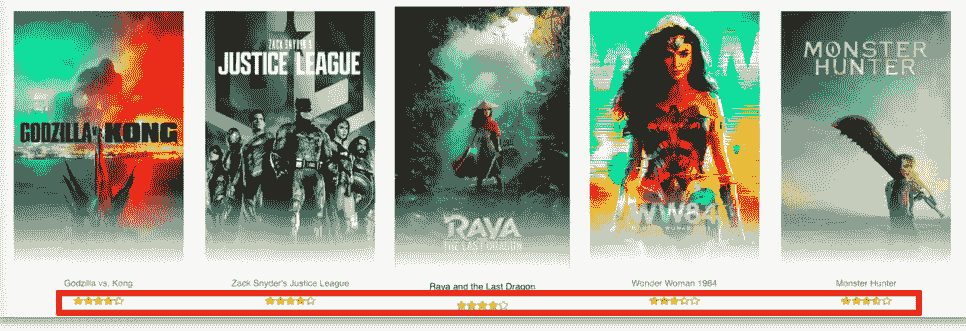 GODZILLA VS. KONG
ZACK SNYDER'S
JUSTICE LEAGUE
RAYA
AND
THE LAST DRAGON
WW84
MONSTER
HUNTER
Godzilla vs. Kong
Zack Snyder's Justice League
Raya and the Last Dragon
Wonder Woman 1984
Monster Hunter